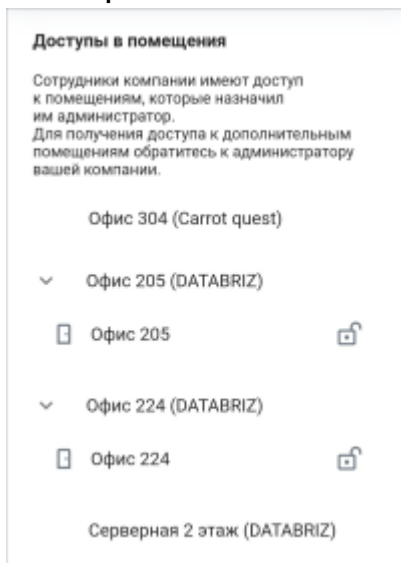 Доступы в помещения
Сотрудники компании имеют доступ
к помещениям, которые назначил
им администратор.
Для получения доступа к дополнительным
помещениям обратитесь к администратору
вашей компании.
Офис 304 (Carrot quest)
Офис 205 (DATABRIZ)
Офис 205
Офис 224 (DATABRIZ)
Офис 224
Серверная 2 этаж (DATABRIZ)